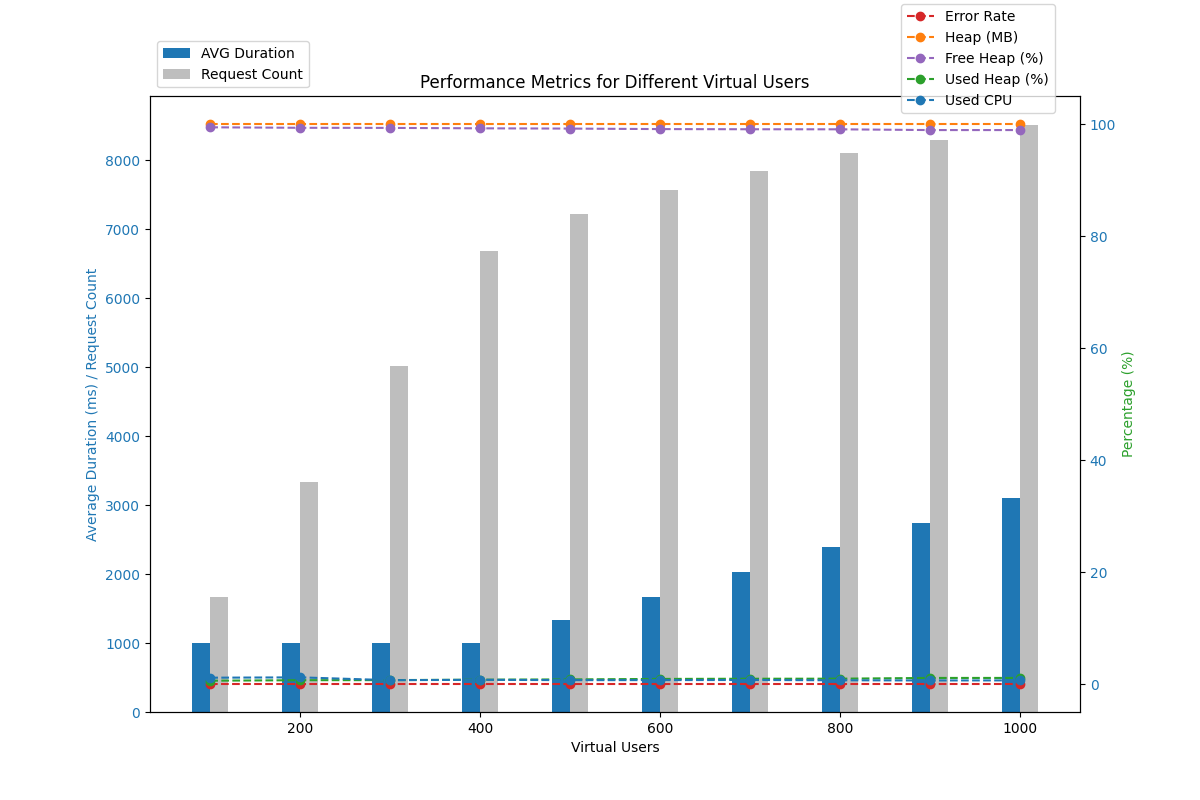 Error Rate
Heap (MB)
Free Heap (%)
Used Heap (%)
Used CPU
AVG Duration
Request Count
Performance Metrics for Different Virtual Users
Average Duration (ms) / Request Count
8000
7000
6000
5000
4000
3000
2000
1000
0
100
80
60
40
20
0
Percentage (%)
200 400 600 800 1000
Virtual Users